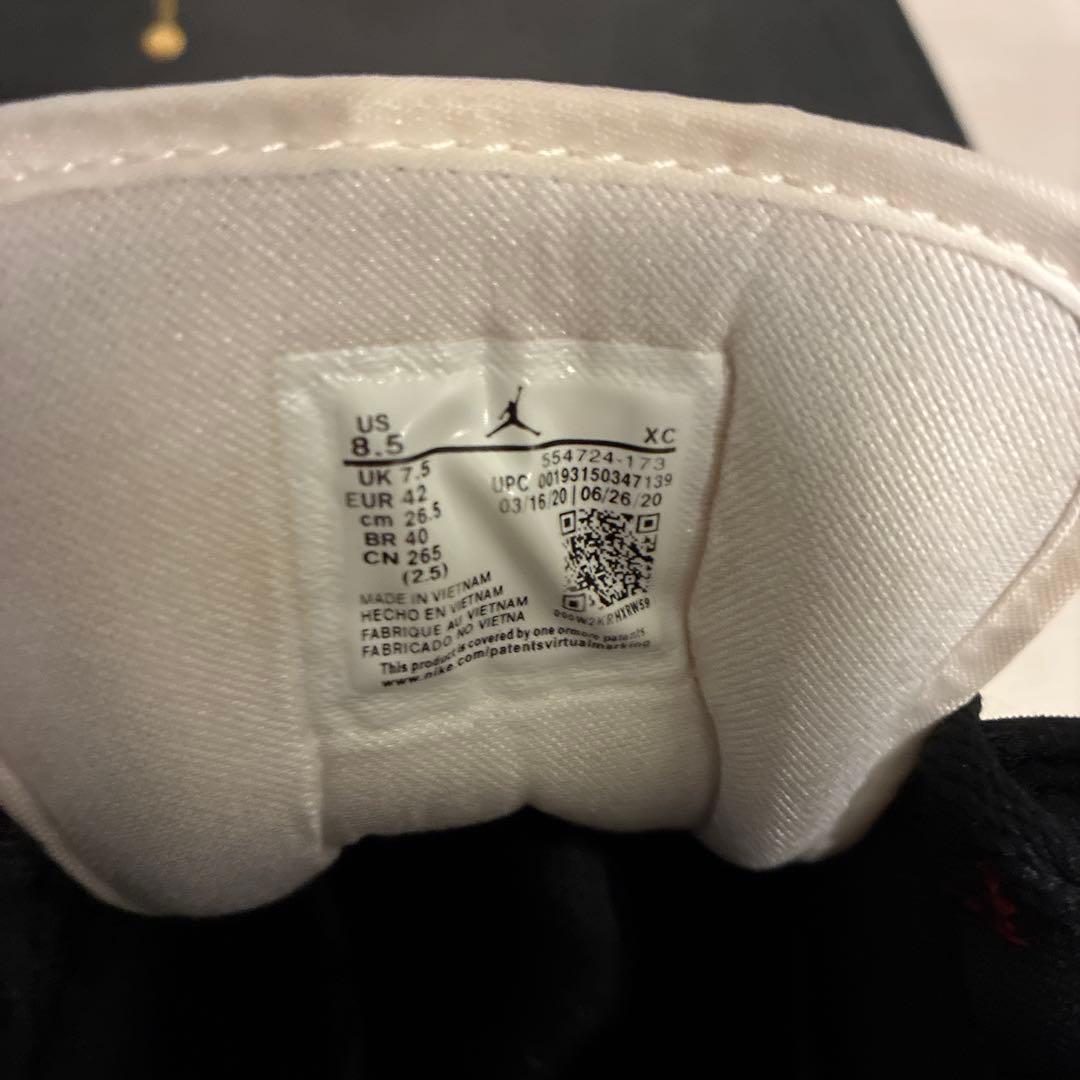 US
8.5
XC
UK 7.5
EUR 42
cm 26.5
BR 40
CN 265
(2.5)
554724-173
UPC 00193150347139
03/16/20 | 06/26/20
MADE IN VIETNAM
HECHO EN VIETNAM
FABRIQUE AU VIETNAM
FABRICADO NO VIETNA
This product is covered by one or more patents
www.nike.com/patentsvirtualmarking